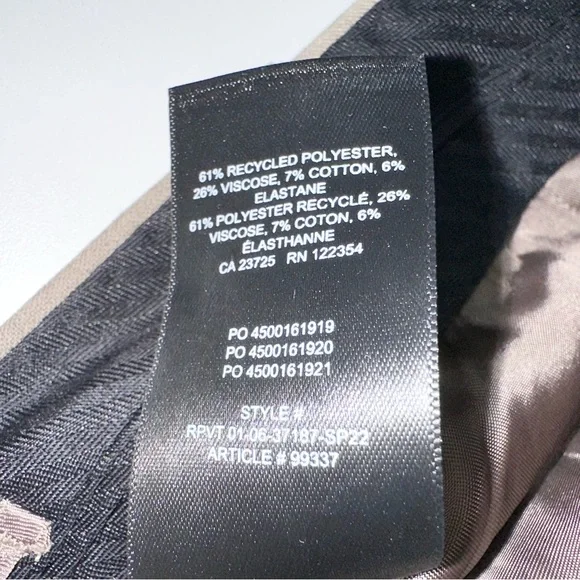 61% RECYCLED POLYESTER,
26% VISCOSE, 7% COTTON, 6%
ELASTANE
61% POLYESTER RECYCLÉ, 26%
VISCOSE, 7% COTON, 6%
ÉLASTHANNE
CA 23725 RN 122354
PO 4500161919
PO 4500161920
PO 4500161921
STYLE #
RPVT 01-06-37187-SP22
ARTICLE # 99337